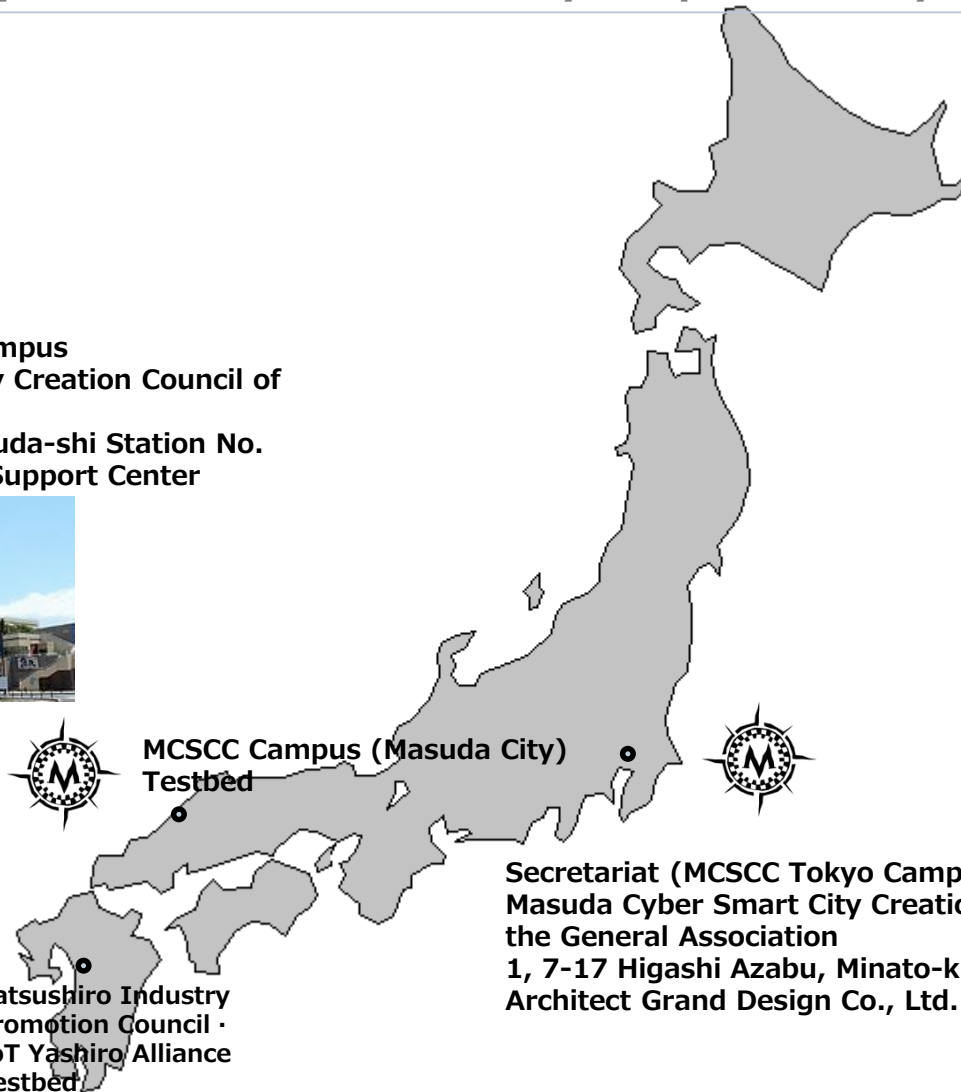 mpus
y Creation Council of
uda-shi Station No.
Support Center
MCSCC Campus (Masuda City)
Testbed
M
M
Secretariat (MCSCC Tokyo Camp
Masuda Cyber Smart City Creatio
the General Association
1, 7-17 Higashi Azabu, Minato-k
Architect Grand Design Co., Ltd.
atsushiro Industry
romotion Council ·
oT Yashiro Alliance
estbed